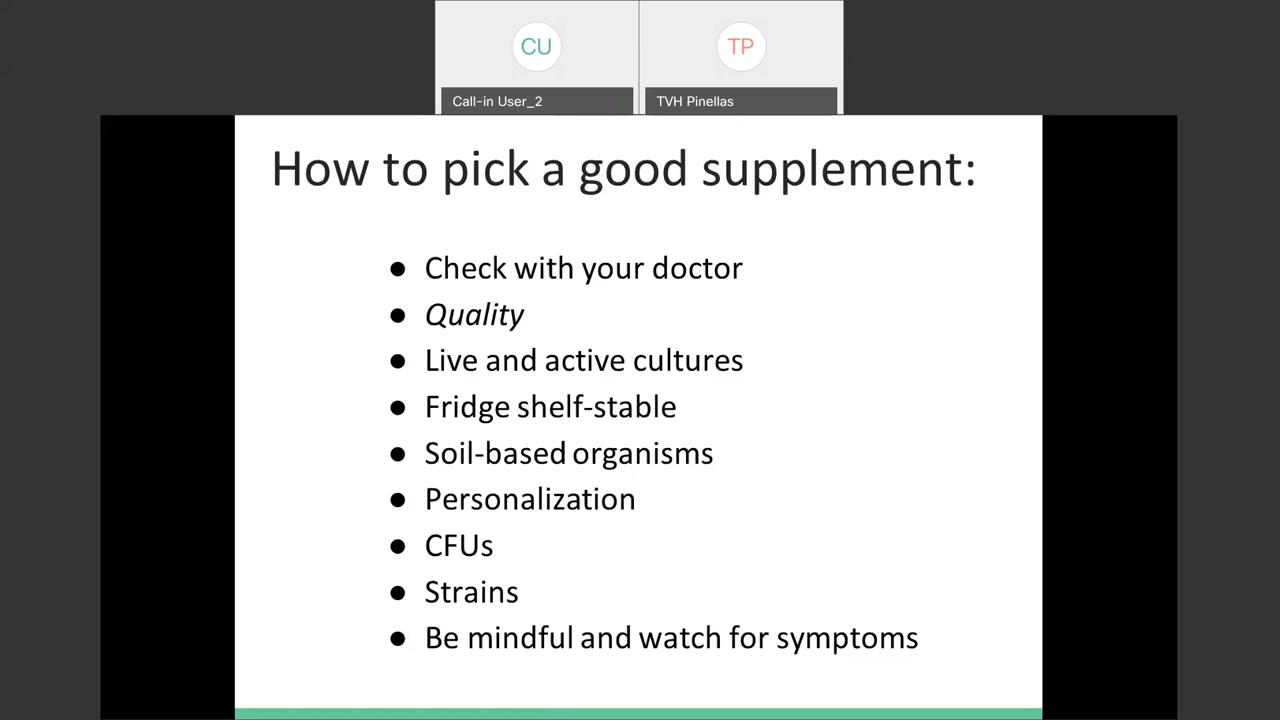 CU
TP
Call-in User_2
TVH Pinellas
How to pick a good supplement:
● Check with your doctor
● Quality
● Live and active cultures
● Fridge shelf-stable
● Soil-based organisms
● Personalization
● CFUs
● Strains
● Be mindful and watch for symptoms